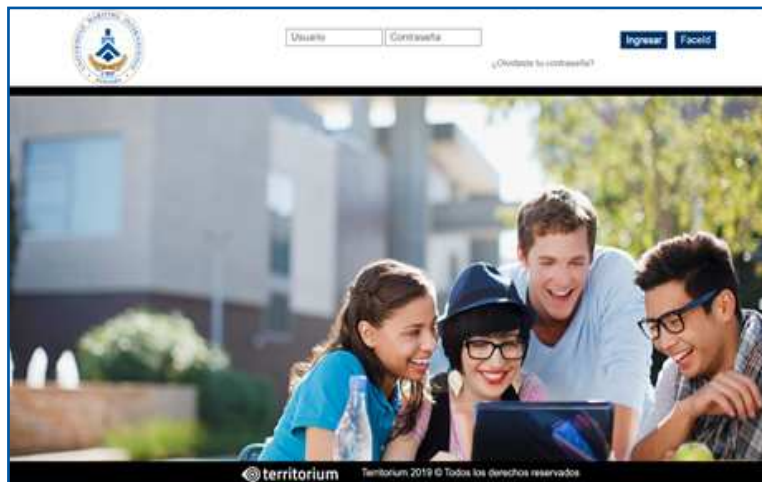 Usuario
Contraseña
Ingresar
FaceId
¿Olvidaste tu contraseña?
territorium
Territorium 2019 © Todos los derechos reservados